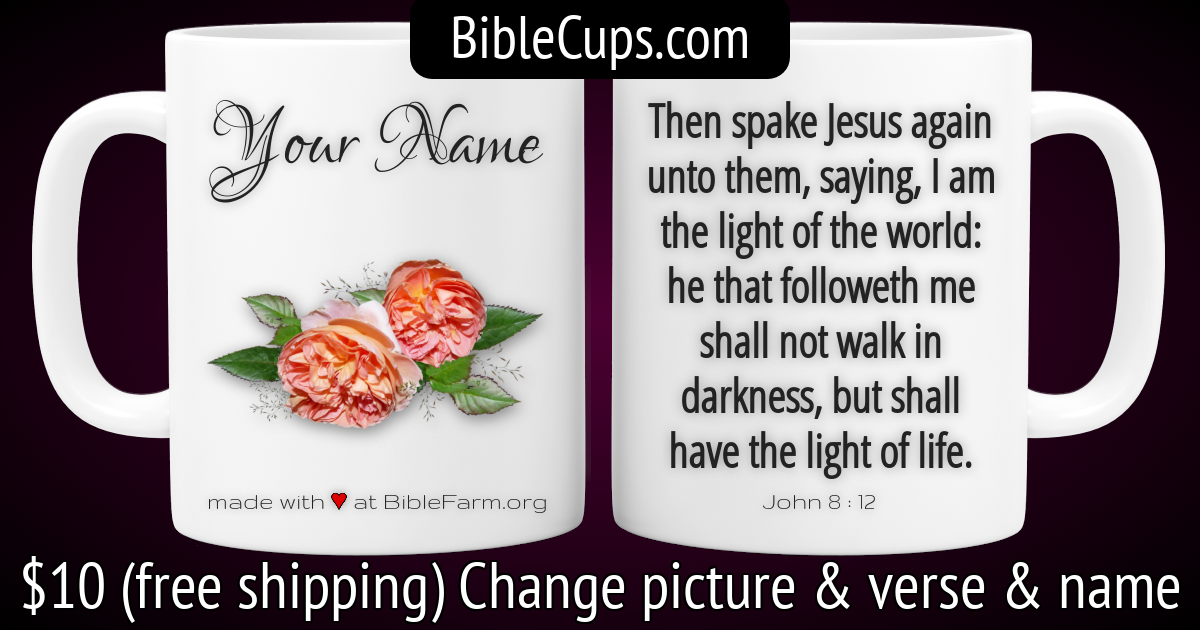 BibleCups.com
Your Name
made with ♥ at BibleFarm.org
Then spake Jesus again
unto them, saying, I am
the light of the world:
he that followeth me
shall not walk in
darkness, but shall
have the light of life.
John 8 : 12
$10 (free shipping) Change picture & verse & name